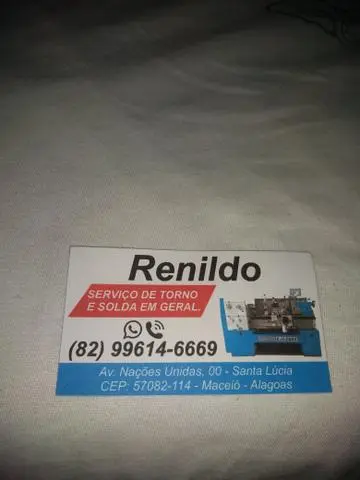 Renildo
SERVIÇO DE TORNO
E SOLDA EM GERAL.
(82) 99614-6669
Av. Nações Unidas, 00 - Santa Lúcia
CEP: 57082-114 - Maceió - Alagoas